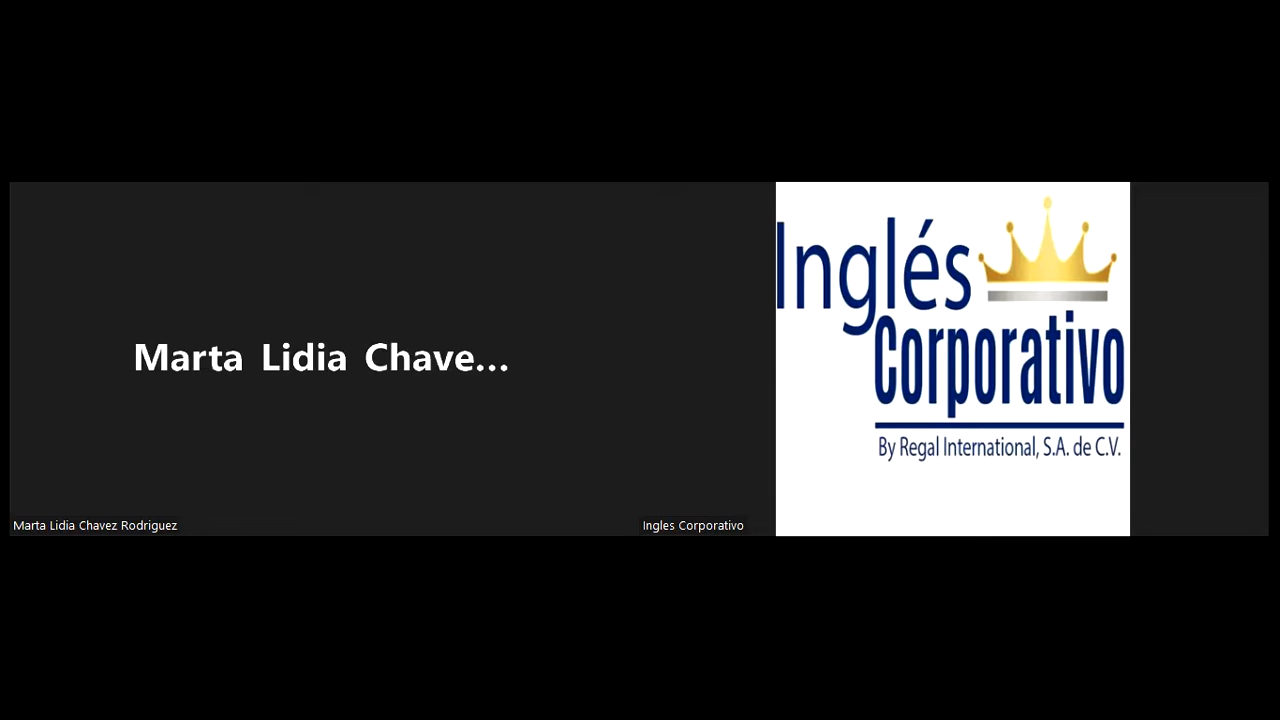 Marta Lidia Chave...
Marta Lidia Chavez Rodriguez
Ingles Corporativo
Inglés
Corporativo
By Regal International, S.A. de C.V.